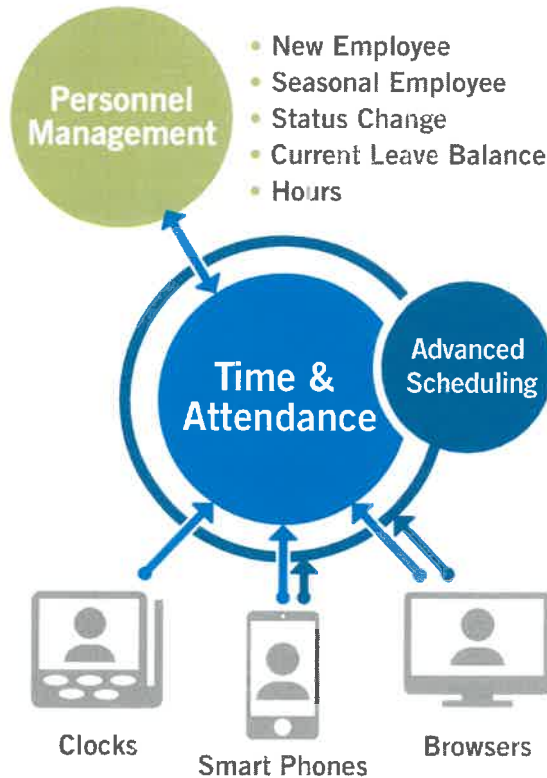 Personnel
Management
• New Employee
• Seasonal Employee
• Status Change
• Current Leave Balance
• Hours
Time &
Attendance
Advanced
Scheduling
Clocks
Smart Phones
Browsers